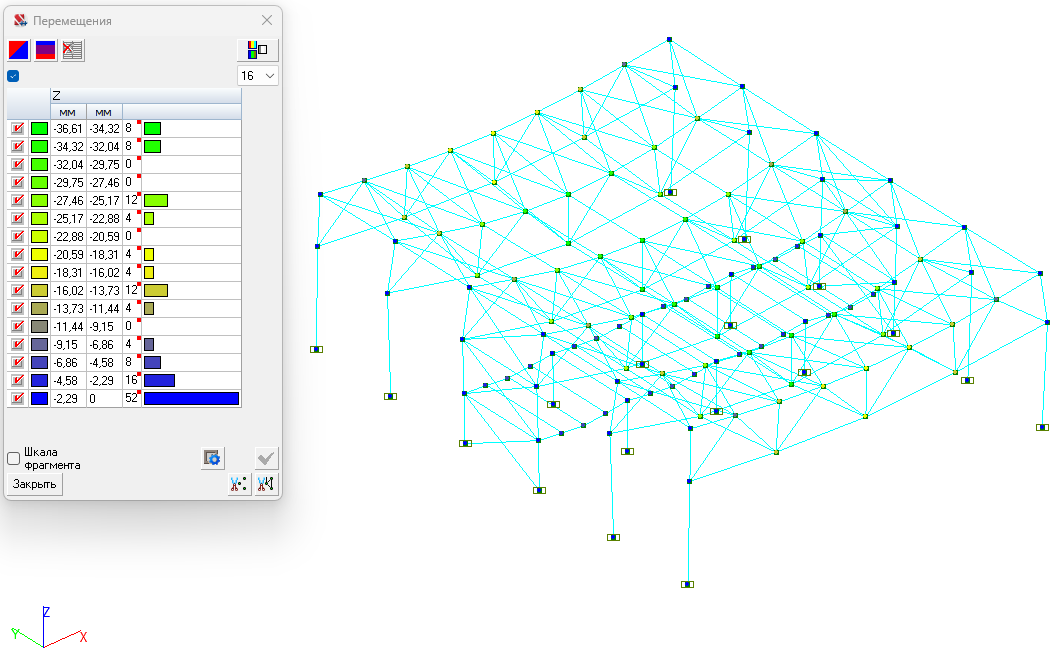 Перемещения
16
Z
мм мм
-36,61 -34,32 8
-34,32 -32,04 8
-32,04 -29,75 0
-29,75 -27,46 0
-27,46 -25,17 12
-25,17 -22,88 4
-22,88 -20,59 0
-20,59 -18,31 4
-18,31 -16,02 4
-16,02 -13,73 12
-13,73 -11,44 4
-11,44 -9,15 0
-9,15 -6,86 4
-6,86 -4,58 8
-4,58 -2,29 16
-2,29 0 52
Шкала
фрагмента
Закрыть
Z
Y
X